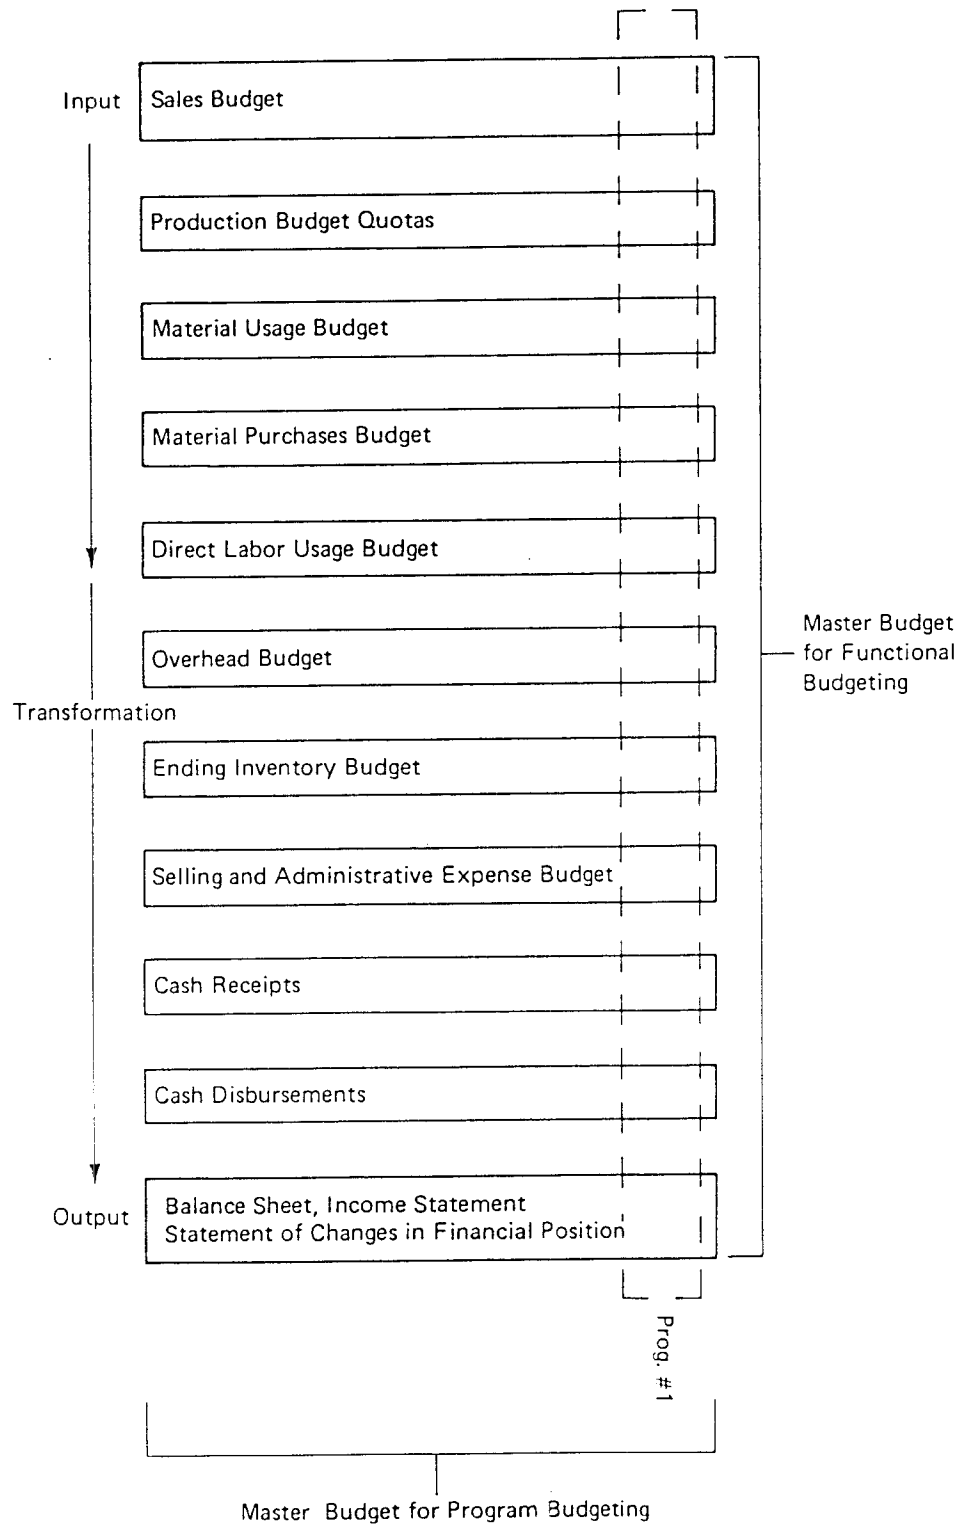 Input
Sales Budget
Production Budget Quotas
Material Usage Budget
Material Purchases Budget
Direct Labor Usage Budget
Master Budget
for Functional
Budgeting
Overhead Budget
Transformation
Ending Inventory Budget
Selling and Administrative Expense Budget
Cash Receipts
Cash Disbursements
Output
Balance Sheet, Income Statement
Statement of Changes in Financial Position
Prog. #1
Master Budget for Program Budgeting